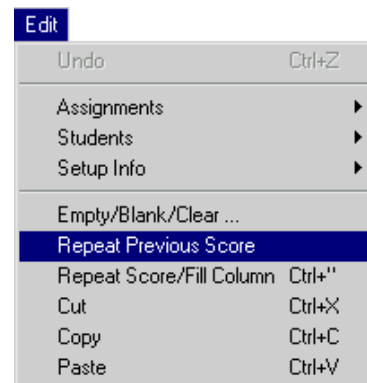 Edit
Undo Ctrl+Z
Assignments
Students
Setup Info
Empty/Blank/Clear ...
Repeat Previous Score
Repeat Score/Fill Column Ctrl+"
Cut Ctrl+X
Copy Ctrl+C
Paste Ctrl+V